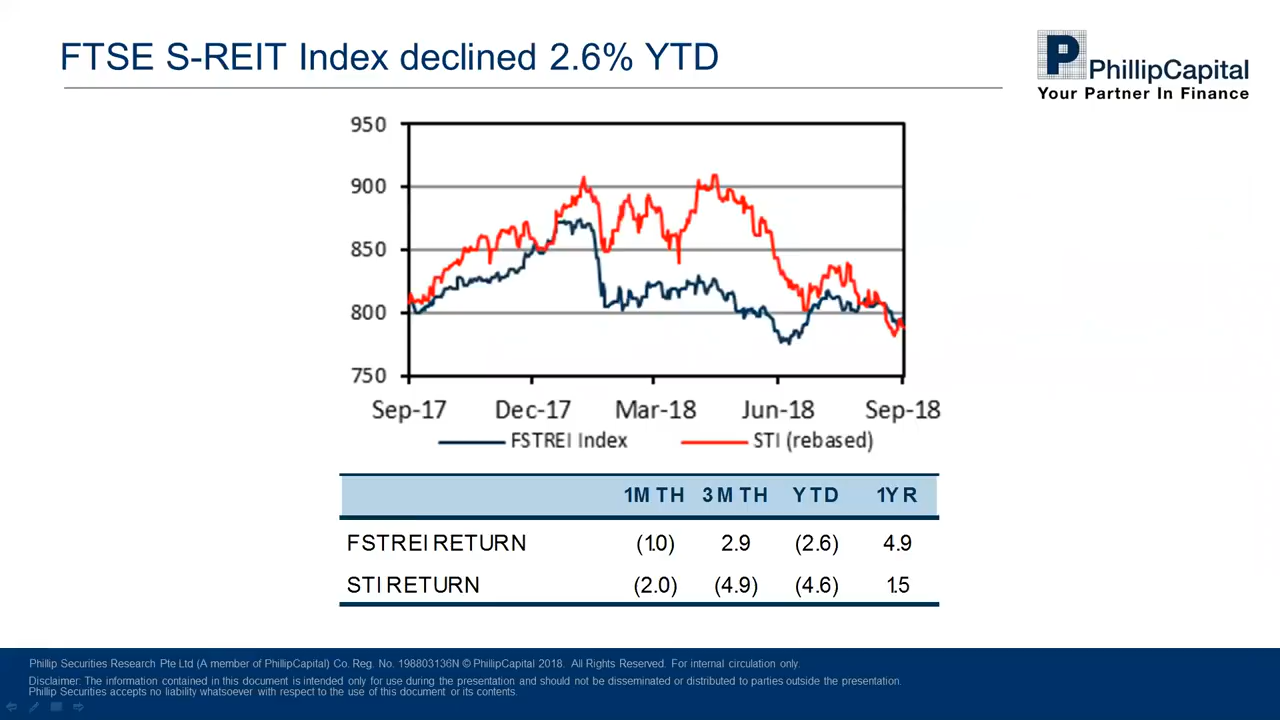 FTSE S-REIT Index declined 2.6% YTD
P
PhillipCapital
Your Partner In Finance
950
900
850
800
750
Sep-17 Dec-17 Mar-18 Jun-18 Sep-18
FSTREI Index STI (rebased)
1M TH 3M TH YTD 1YR
FSTREI RETURN (1.0) 2.9 (2.6) 4.9
STI RETURN (2.0) (4.9) (4.6) 1.5
Phillip Securities Research Pte Ltd (A member of PhillipCapital) Co. Reg. No. 198803136N © PhillipCapital 2018. All Rights Reserved. For internal circulation only.
Disclaimer: The information contained in this document is intended only for use during the presentation and should not be disseminated or distributed to parties outside the presentation.
Phillip Securities accepts no liability whatsoever with respect to the use of this document or its contents.